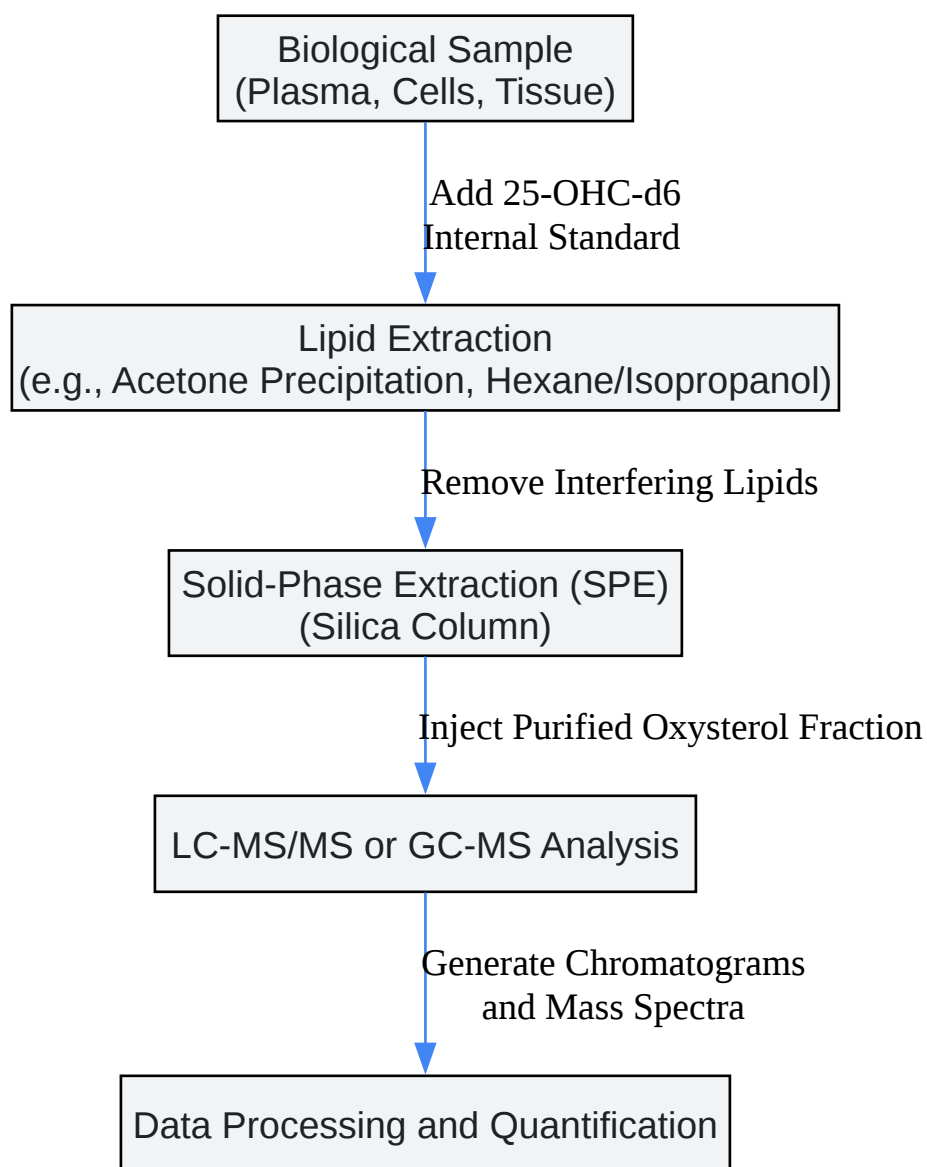 Biological Sample
(Plasma, Cells, Tissue)
Add 25-OHC-d6
Internal Standard
Lipid Extraction
(e.g., Acetone Precipitation, Hexane/Isopropanol)
Remove Interfering Lipids
Solid-Phase Extraction (SPE)
(Silica Column)
Inject Purified Oxysterol Fraction
LC-MS/MS or GC-MS Analysis
Generate Chromatograms
and Mass Spectra
Data Processing and Quantification